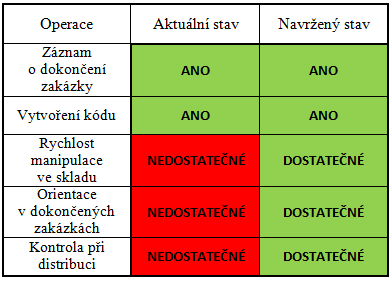 Operace Aktuální stav Navržený stav
Záznam
o dokončení
zakázky
ANO ANO
Vytvoření kódu ANO ANO
Rychlost
manipulace
ve skladu
NEDOSTATEČNÉ DOSTATEČNÉ
Orientace
v dokončených
zakázkách
NEDOSTATEČNÉ DOSTATEČNÉ
Kontrola při
distribuci
NEDOSTATEČNÉ DOSTATEČNÉ